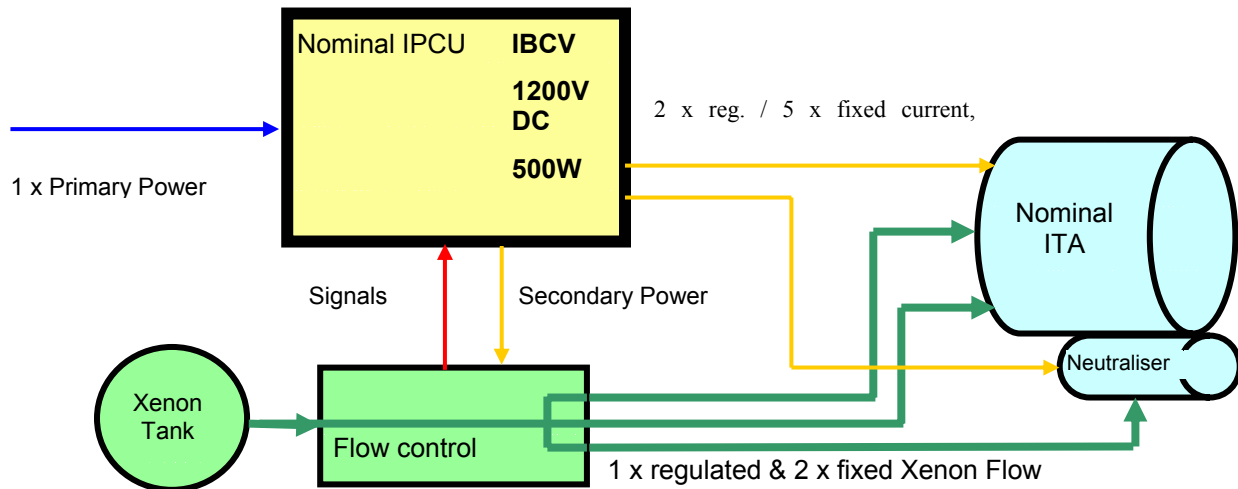 Nominal IPCU
IBCV
1200V
DC
500W
2 x reg. / 5 x fixed current,
1 x Primary Power
Nominal
ITA
Signals
Secondary Power
Neutraliser
Xenon
Tank
Flow control
1 x regulated & 2 x fixed Xenon Flow